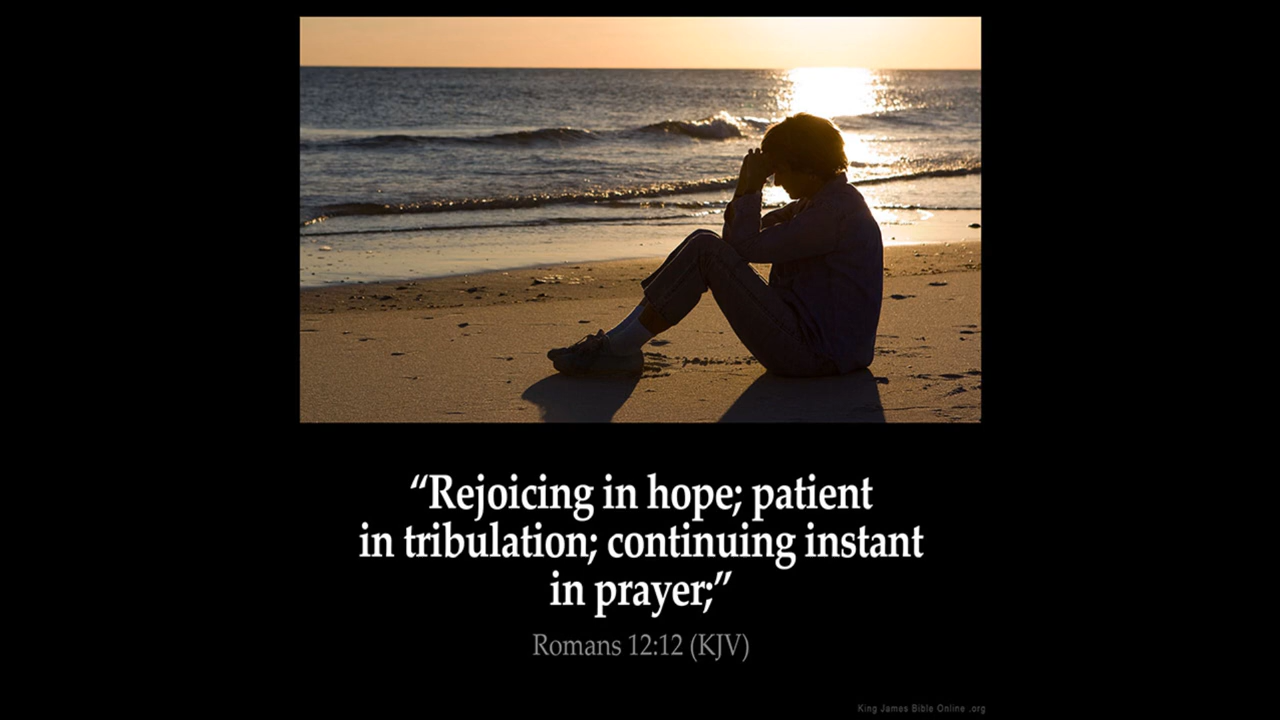 “Rejoicing in hope; patient
in tribulation; continuing instant
in prayer;”
Romans 12:12 (KJV)
King James Bible Online .org